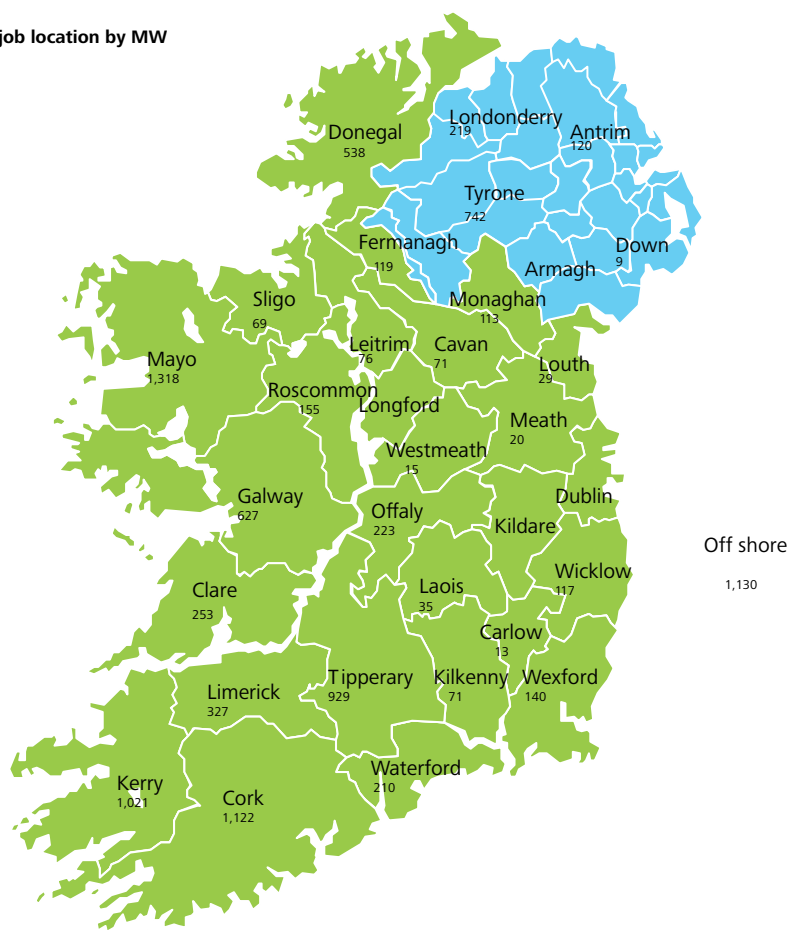 job location by MW
Donegal
538
Londonderry
219
Antrim
120
Tyrone
742
Fermanagh
119
Down
9
Armagh
Monaghan
113
Sligo
69
Leitrim
76
Cavan
71
Mayo
1,318
Louth
29
Roscommon
155
Longford
Meath
20
Westmeath
15
Galway
627
Dublin
Offaly
223
Kildare
Off shore
1,130
Wicklow
117
Clare
253
Laois
35
Carlow
13
Limerick
327
Tipperary
929
Kilkenny
71
Wexford
140
Waterford
210
Kerry
1,021
Cork
1,122